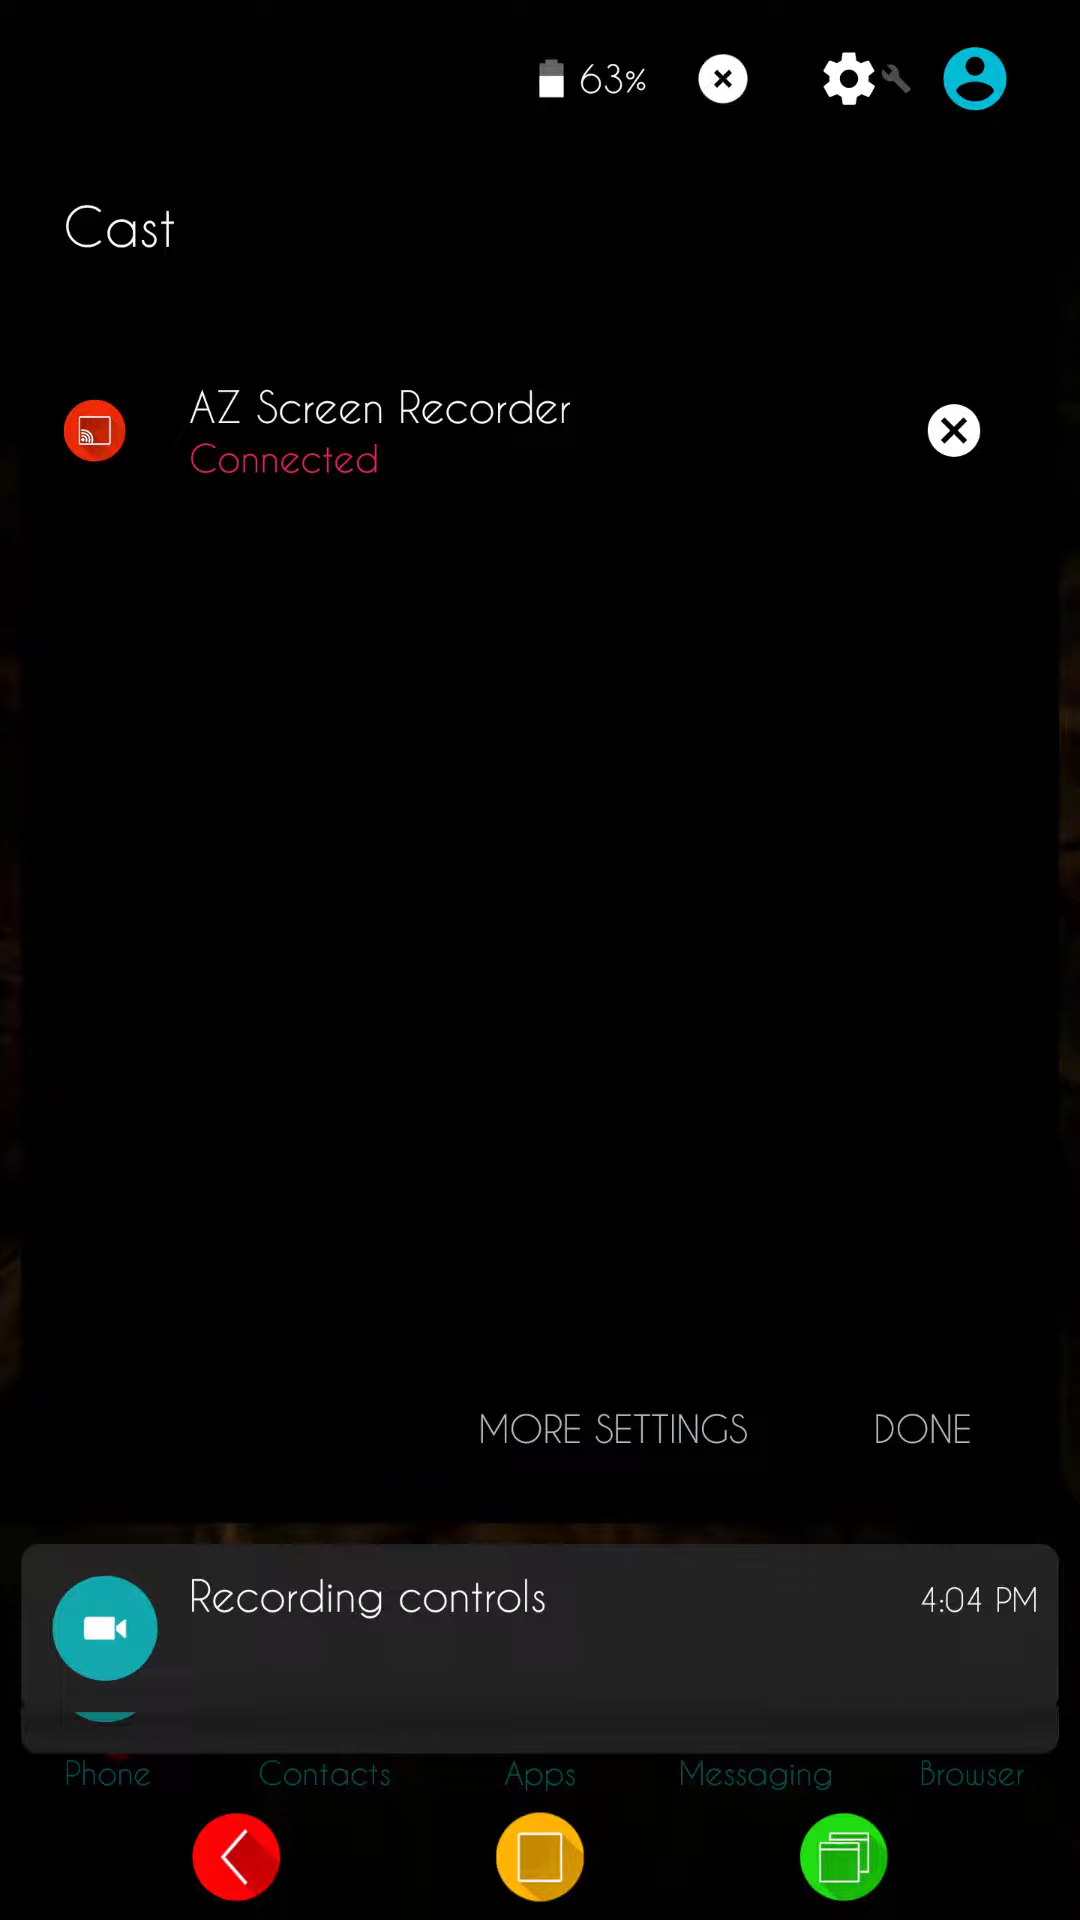 63%
Cast
AZ Screen Recorder
Connected
MORE SETTINGS
DONE
Recording controls
4:04 PM
Phone
Contacts
Apps
Messaging
Browser